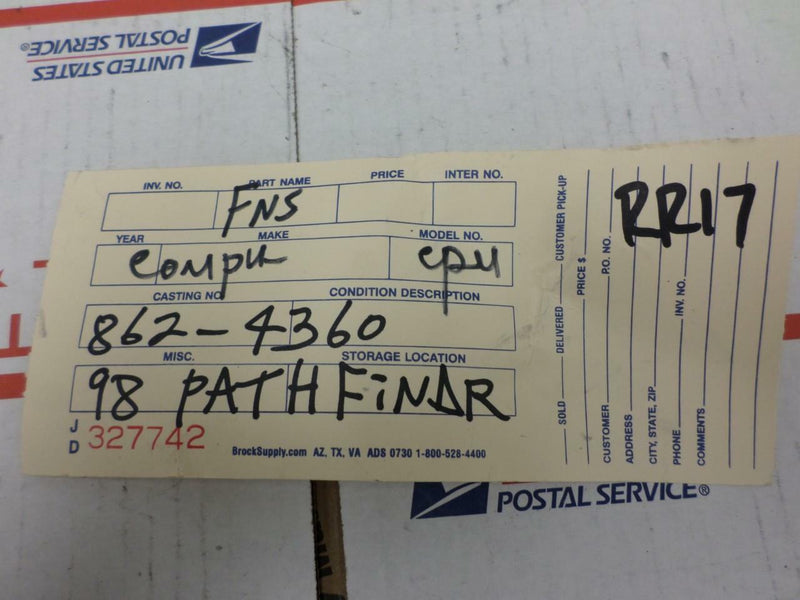 UNITED STATES
POSTAL SERVICE®
INV. NO. PART NAME PRICE INTER NO.
FNS
YEAR MAKE MODEL NO.
COMPU CPU
CASTING NO. CONDITION DESCRIPTION
862-4360
MISC. STORAGE LOCATION
98 PATHFINDR
J D 327742
BrockSupply.com AZ, TX, VA ADS 0730 1-800-528-4400
SOLD DELIVERED CUSTOMER PICK-UP
PRICE $
CUSTOMER P.O. NO.
ADDRESS
CITY, STATE, ZIP
PHONE INV. NO.
COMMENTS
RR17
POSTAL SERVICE®